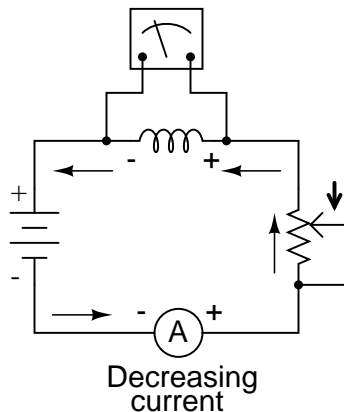 - +
+
-
- A +
Decreasing
current